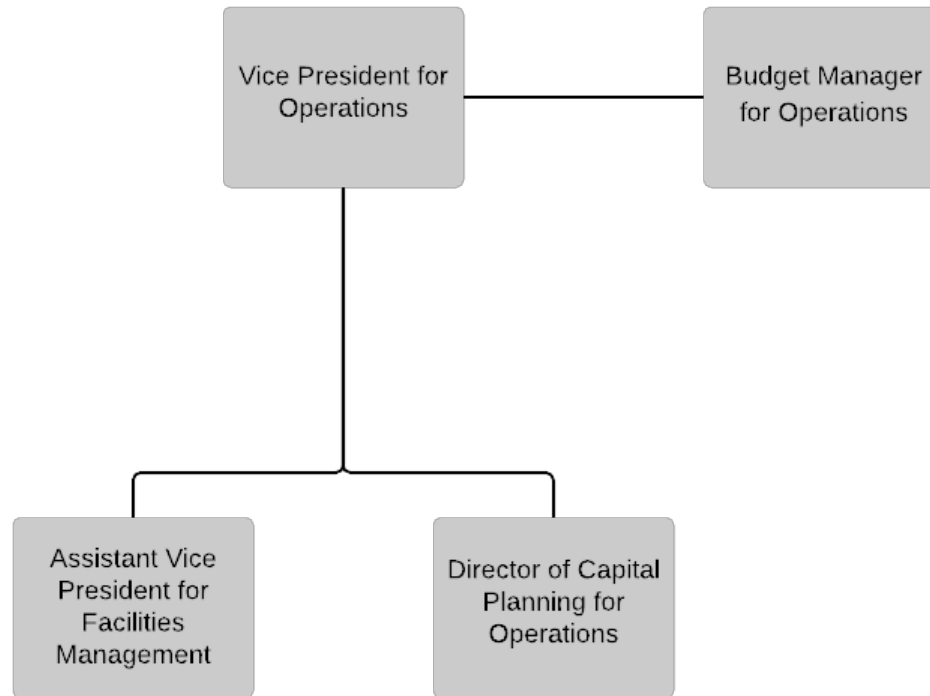 Vice President for
Operations
Budget Manager
for Operations
Assistant Vice
President for
Facilities
Management
Director of Capital
Planning for
Operations